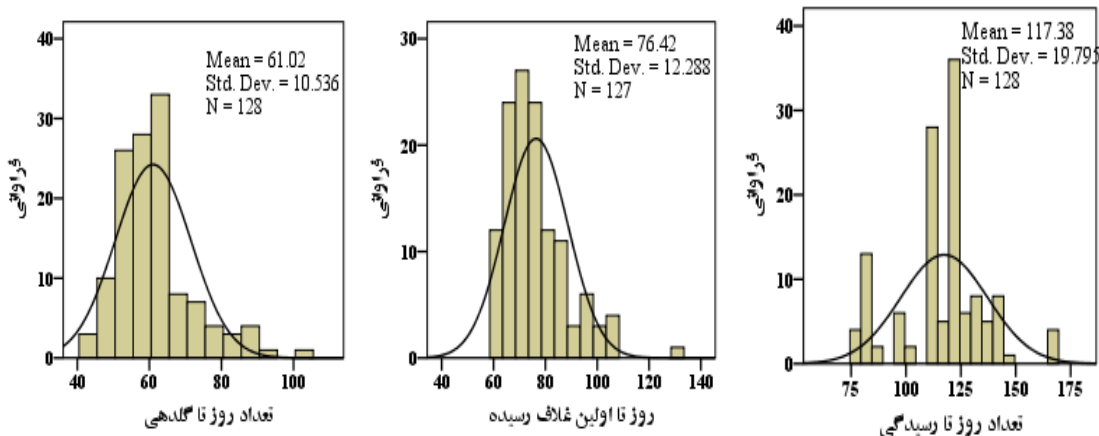 40
30
20
10
0
فراوانی
Mean = 61.02
Std. Dev. = 10.536
N = 128
40 60 80 100
تعداد روز تا گلدهی
30
20
10
0
فراوانی
Mean = 76.42
Std. Dev. = 12.288
N = 127
40 60 80 100 120 140
روز تا اولین غلاف رسیده
40
30
20
10
0
فراوانی
Mean = 117.38
Std. Dev. = 19.795
N = 128
75 100 125 150 175
تعداد روز تا رسیدگی